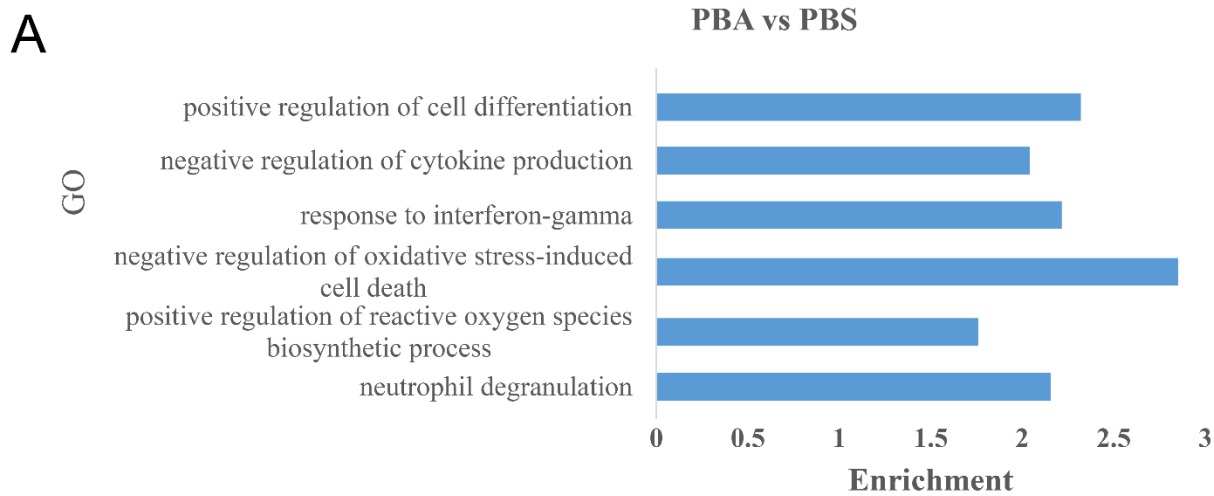 A
PBA vs PBS
GO
positive regulation of cell differentiation
negative regulation of cytokine production
response to interferon-gamma
negative regulation of oxidative stress-induced
cell death
positive regulation of reactive oxygen species
biosynthetic process
neutrophil degranulation
0 0.5 1 1.5 2 2.5 3
Enrichment